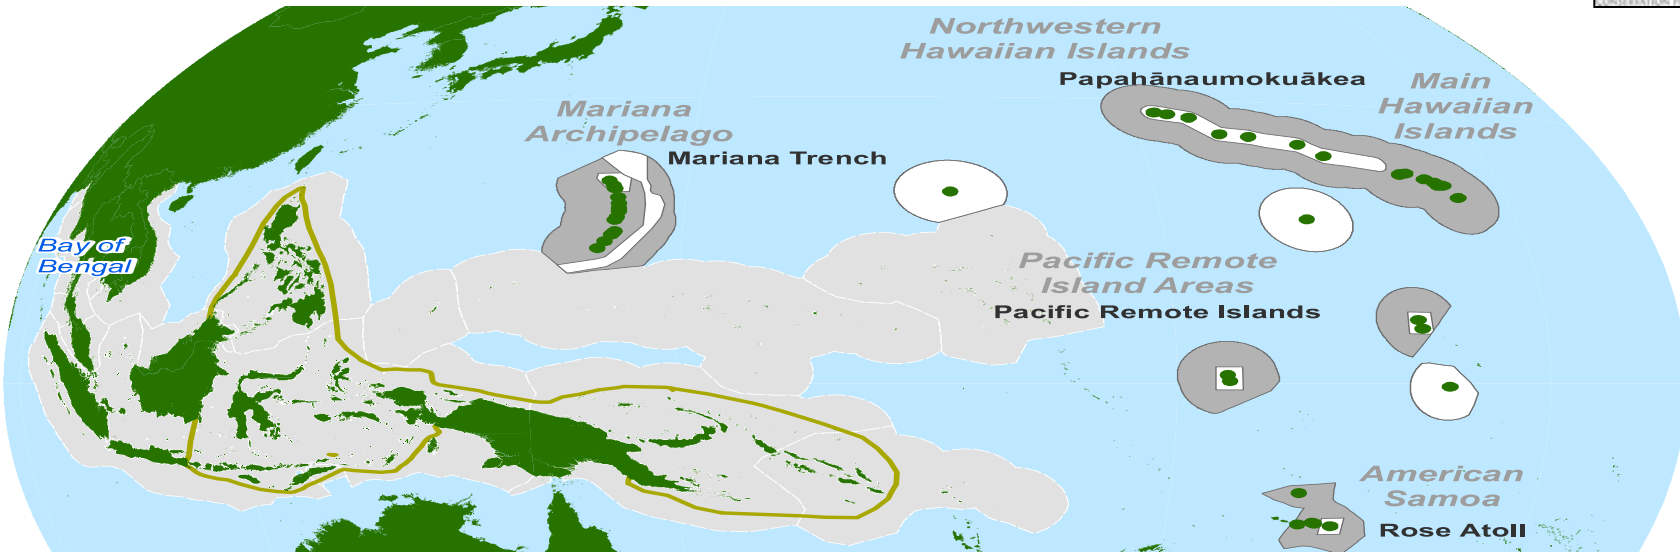 Northwestern
Hawaiian Islands
Papahānaumokuākea
Main
Hawaiian
Islands
Mariana
Archipelago
Mariana Trench
Bay of
Bengal
Pacific Remote
Island Areas
Pacific Remote Islands
American
Samoa
Rose Atoll